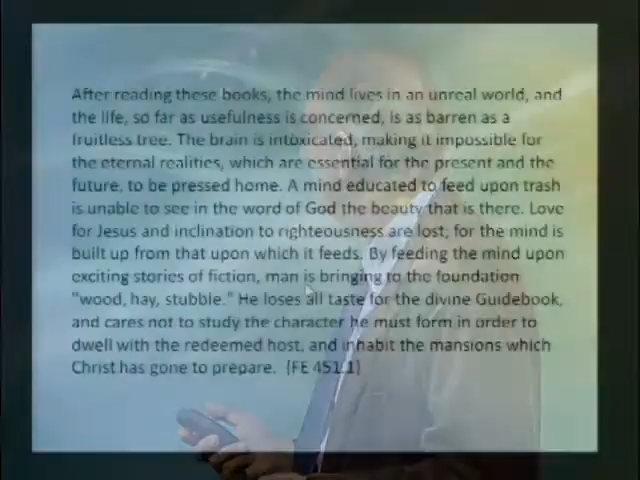 After reading these books, the mind lives in an unreal world, and
the life, so far as usefulness is concerned, is as barren as a
fruitless tree. The brain is intoxicated, making it impossible for
the eternal realities, which are essential for the present and the
future, to be pressed home. A mind educated to feed upon trash
is unable to see in the word of God the beauty that is there. Love
for Jesus and inclination to righteousness are lost, for the mind is
built up from that upon which it feeds. By feeding the mind upon
exciting stories of fiction, man is bringing to the foundation
"wood, hay, stubble." He loses all taste for the divine Guidebook,
and cares not to study the character he must form in order to
dwell with the redeemed host, and inhabit the mansions which
Christ has gone to prepare. {FE 451.1}